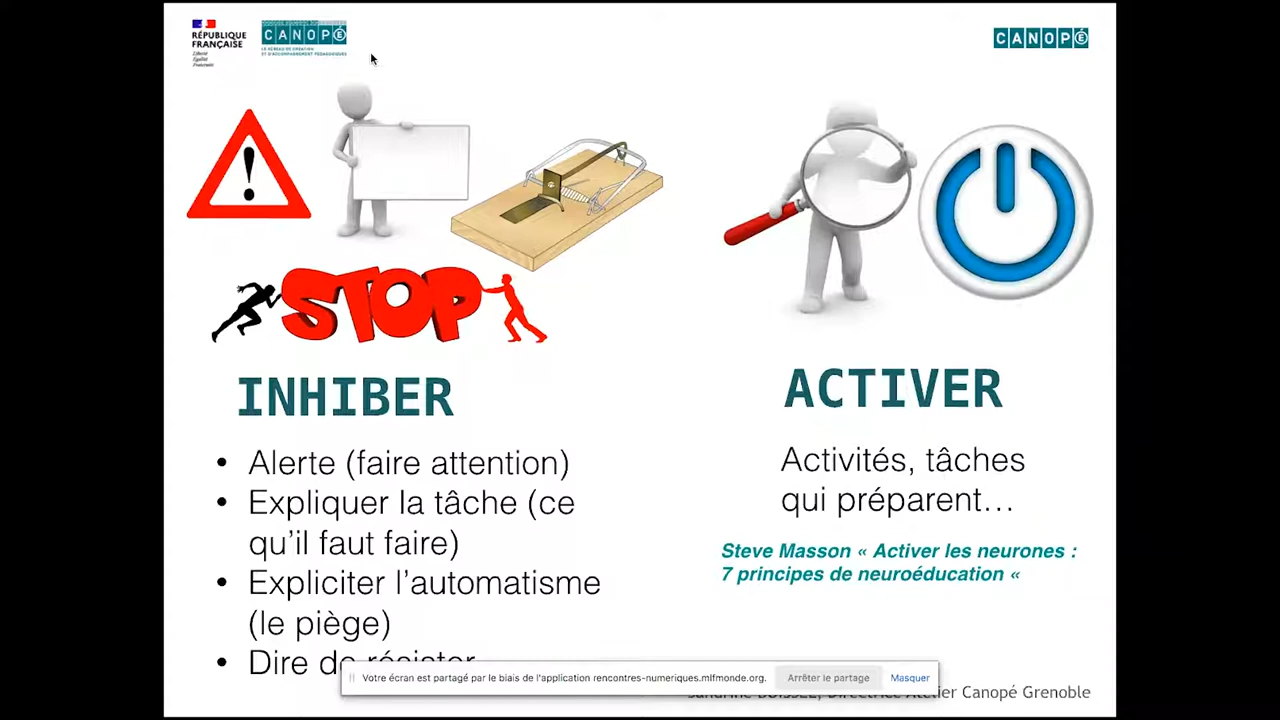 RÉPUBLIQUE
FRANÇAISE
Liberté
Égalité
Fraternité
CANOPÉ
LE RÉSEAU DE CRÉATION
ET D'ACCOMPAGNEMENT PÉDAGOGIQUES
CANOPÉ
STOP
INHIBER
• Alerte (faire attention)
• Expliquer la tâche (ce
qu’il faut faire)
• Expliciter l’automatisme
(le piège)
• Dire de résister
ACTIVER
Activités, tâches
qui préparent…
Steve Masson « Activer les neurones :
7 principes de neuroéducation «
Votre écran est partagé par le biais de l'application rencontres-numeriques.mlfmonde.org.
Arrêter le partage
Masquer
Directrice Atelier Canopé Grenoble